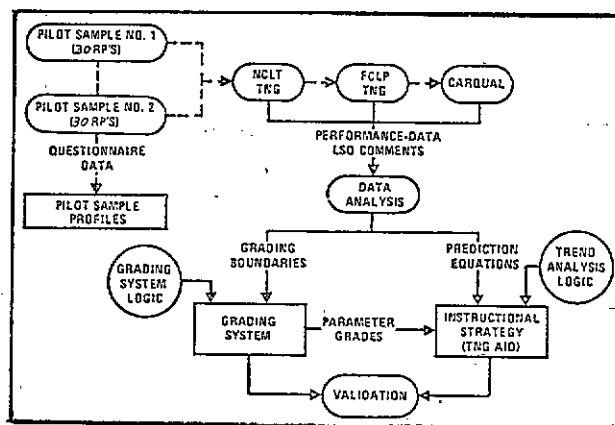 PILOT SAMPLE NO. 1
(30 RP'S)
PILOT SAMPLE NO. 2
(30 RP'S)
NCLT
TNG
FCLP
TNG
CARQUAL
QUESTIONNAIRE
DATA
PERFORMANCE-DATA
LSO COMMENTS
PILOT SAMPLE
PROFILES
DATA
ANALYSIS
GRADING
BOUNDARIES
PREDICTION
EQUATIONS
GRADING
SYSTEM
LOGIC
TREND
ANALYSIS
LOGIC
GRADING
SYSTEM
PARAMETER
GRADES
INSTRUCTIONAL
STRATEGY
(TNG AID)
VALIDATION